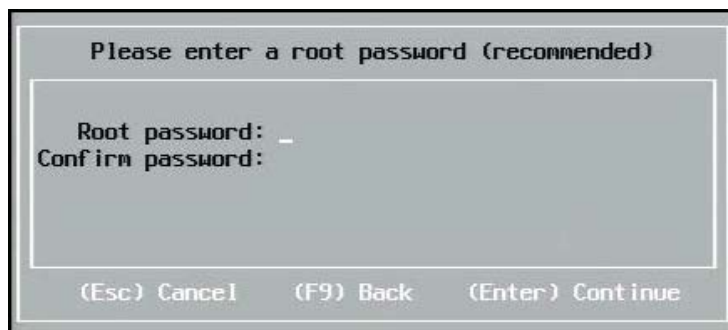 Please enter a root password (recommended)
Root password: _
Confirm password:
(Esc) Cancel (F9) Back (Enter) Continue